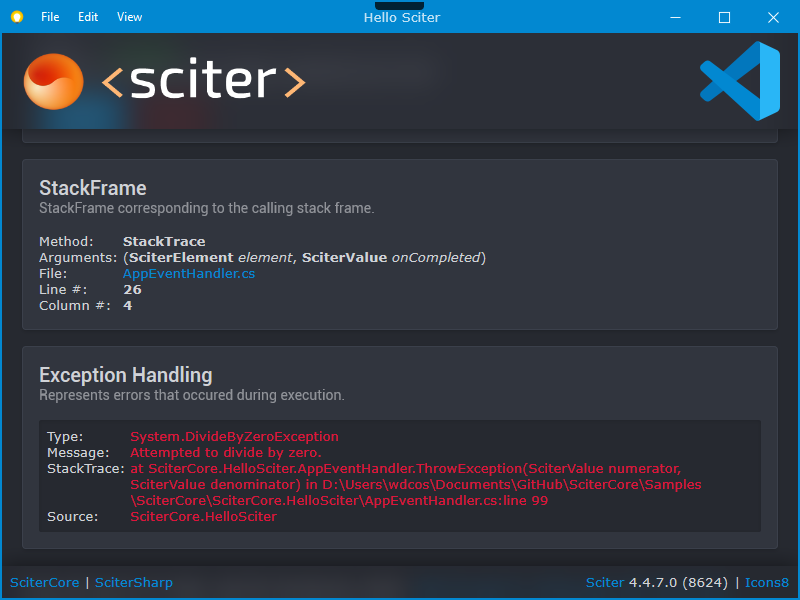 File Edit View Hello Sciter
<sciter>
StackFrame
StackFrame corresponding to the calling stack frame.
Method: StackTrace
Arguments: (SciterElement element, SciterValue onCompleted)
File: AppEventHandler.cs
Line #: 26
Column #: 4
Exception Handling
Represents errors that occured during execution.
Type: System.DivideByZeroException
Message: Attempted to divide by zero.
StackTrace: at SciterCore.HelloSciter.AppEventHandler.ThrowException(SciterValue numerator,
SciterValue denominator) in D:\Users\wdcos\Documents\GitHub\SciterCore\Samples
\SciterCore\SciterCore.HelloSciter\AppEventHandler.cs:line 99
Source: SciterCore.HelloSciter
SciterCore | SciterSharp Sciter 4.4.7.0 (8624) | Icons8